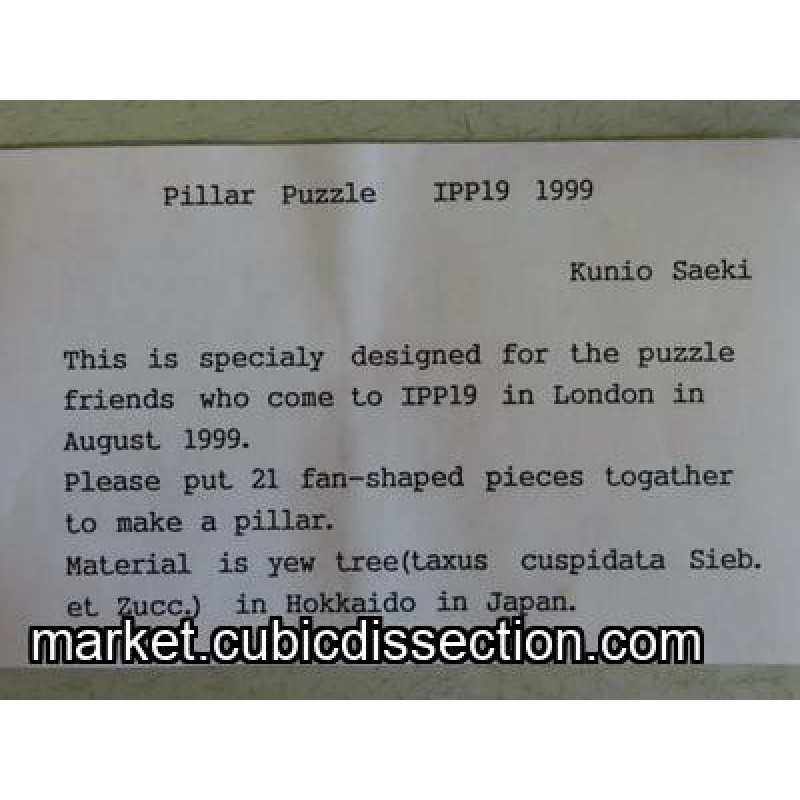 Pillar Puzzle IPP19 1999
Kunio Saeki
This is specialy designed for the puzzle
friends who come to IPP19 in London in
August 1999.
Please put 21 fan-shaped pieces togather
to make a pillar.
Material is yew tree(taxus cuspidata Sieb.
et Zucc.) in Hokkaido in Japan.
market.cubicdissection.com